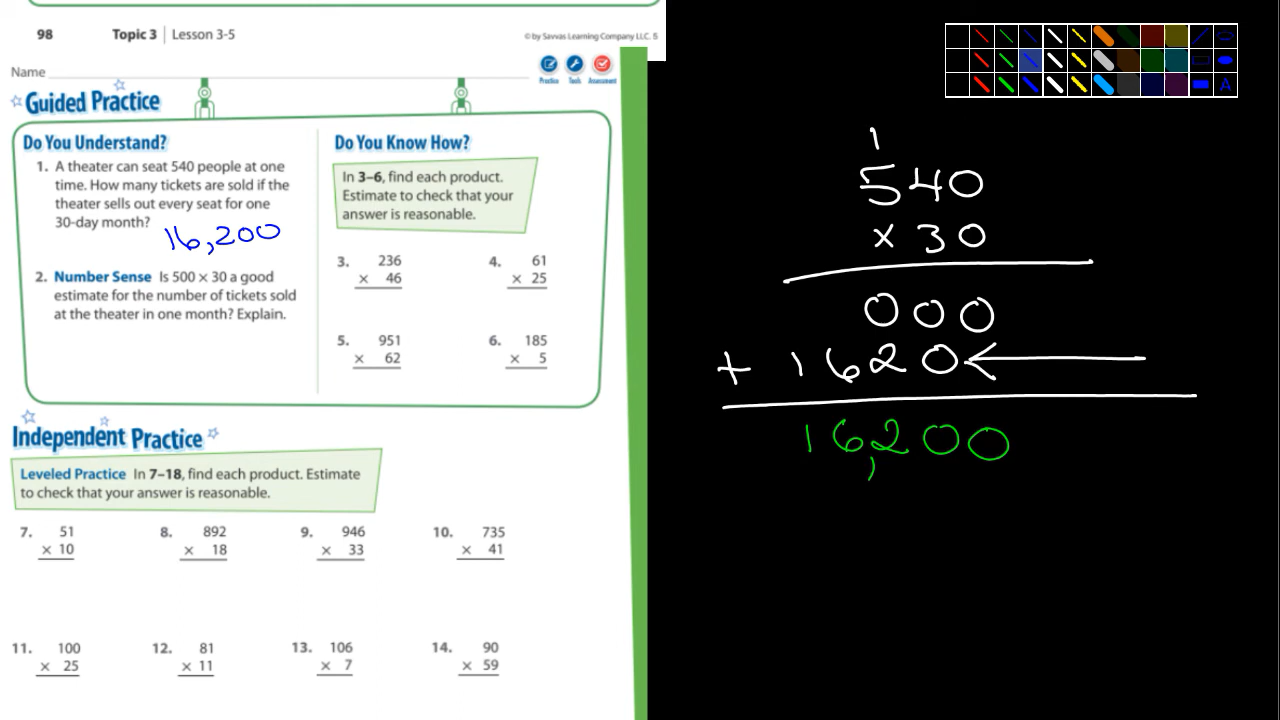 98 Topic 3 | Lesson 3-5
© by Savvas Learning Company LLC. 5
Name
Practice Tools Assessment
Guided Practice
Do You Understand?
1. A theater can seat 540 people at one
time. How many tickets are sold if the
theater sells out every seat for one
30-day month?
16,200
2. Number Sense Is 500 × 30 a good
estimate for the number of tickets sold
at the theater in one month? Explain.
Do You Know How?
In 3–6, find each product.
Estimate to check that your
answer is reasonable.
3. 236
× 46
4. 61
× 25
5. 951
× 62
6. 185
× 5
Independent Practice
Leveled Practice In 7–18, find each product. Estimate
to check that your answer is reasonable.
7. 51
× 10
8. 892
× 18
9. 946
× 33
10. 735
× 41
11. 100
× 25
12. 81
× 11
13. 106
× 7
14. 90
× 59
1
540
× 30
000
+ 1620
16,200
A